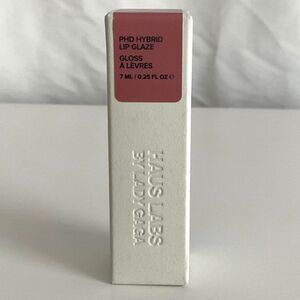 PHD HYBRID
LIP GLAZE
GLOSS
À LÈVRES
7 ML / 0.25 FL OZ ℮
HAUS LABS
BY LADY GAGA